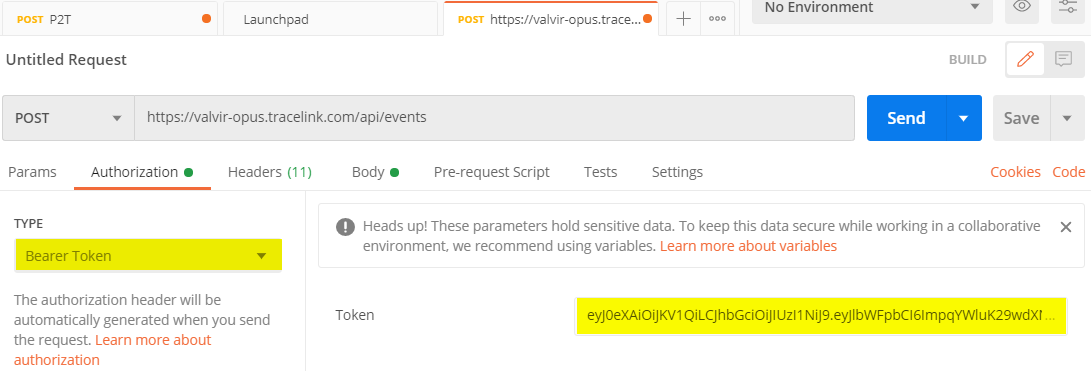 POST P2T
Launchpad
POST https://valvir-opus.trace...
No Environment
Untitled Request
BUILD
POST
https://valvir-opus.tracelink.com/api/events
Send
Save
Params
Authorization
Headers (11)
Body
Pre-request Script
Tests
Settings
Cookies
Code
TYPE
Bearer Token
The authorization header will be
automatically generated when you send
the request. Learn more about
authorization
Heads up! These parameters hold sensitive data. To keep this data secure while working in a collaborative
environment, we recommend using variables. Learn more about variables
Token
eyJ0eXAiOiJKV1QiLCJhbGciOiJIUzI1NiJ9.eyJlbWFpbCI6ImpqYWluK29wdXN...